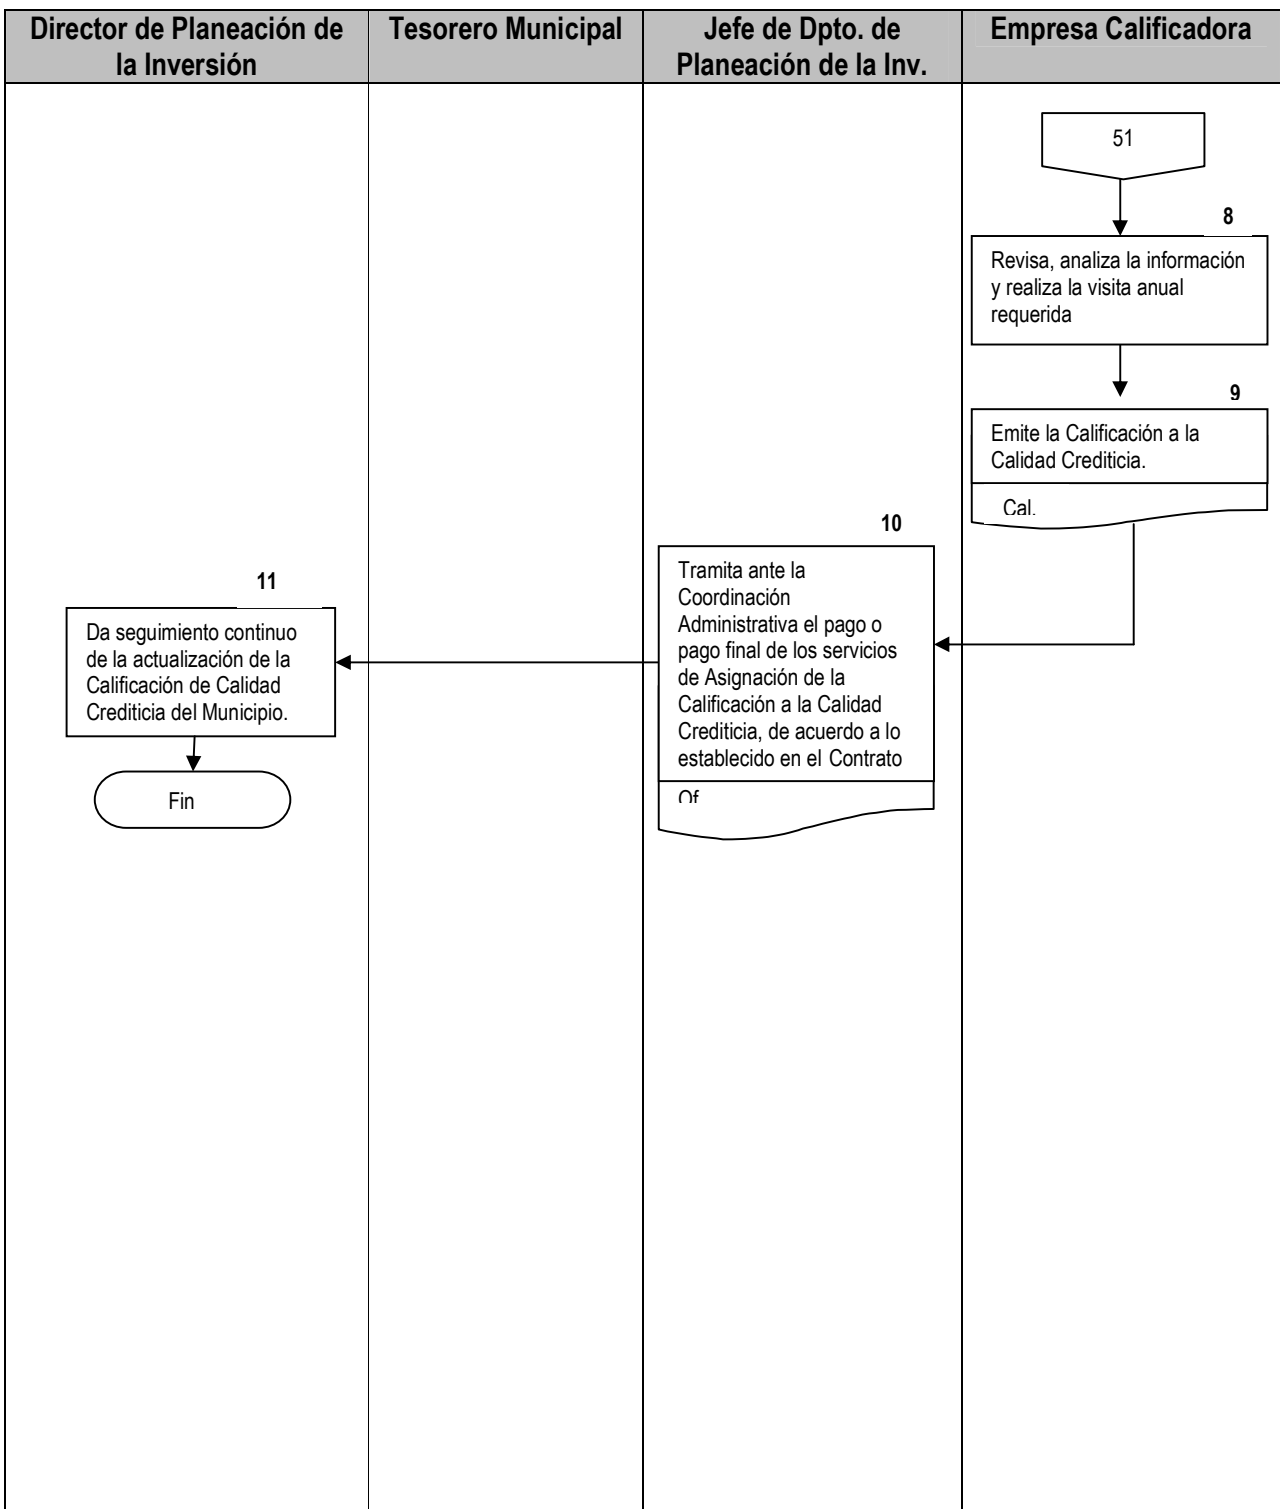 Director de Planeación de
la Inversión
Tesorero Municipal
Jefe de Dpto. de
Planeación de la Inv.
Empresa Calificadora
51
8
Revisa, analiza la información
y realiza la visita anual
requerida
9
Emite la Calificación a la
Calidad Crediticia.
Cal.
10
Tramita ante la
Coordinación
Administrativa el pago o
pago final de los servicios
de Asignación de la
Calificación a la Calidad
Crediticia, de acuerdo a lo
establecido en el Contrato
Of
11
Da seguimiento continuo
de la actualización de la
Calificación de Calidad
Crediticia del Municipio.
Fin